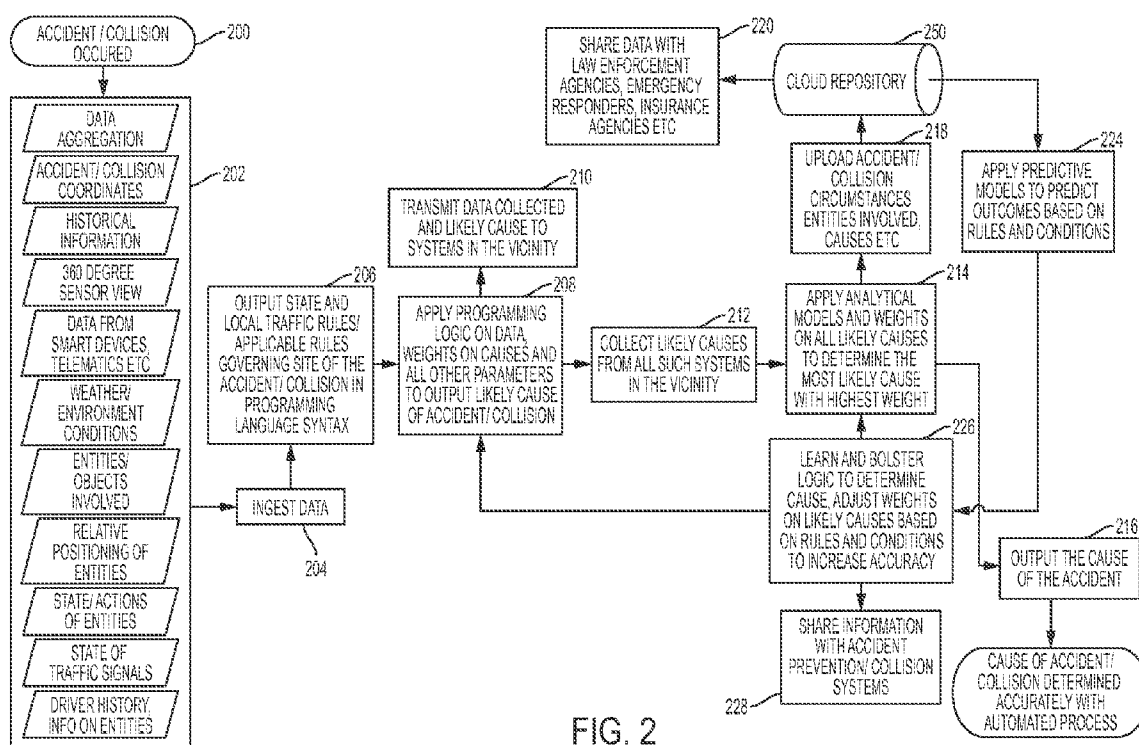 ACCIDENT / COLLISION
OCCURED
200
DATA
AGGREGATION
ACCIDENT/ COLLISION
COORDINATES
HISTORICAL
INFORMATION
360 DEGREE
SENSOR VIEW
DATA FROM
SMART DEVICES,
TELEMATICS ETC
WEATHER/
ENVIRONMENT
CONDITIONS
ENTITIES/
OBJECTS
INVOLVED
RELATIVE
POSITIONING OF
ENTITIES
STATE/ ACTIONS
OF ENTITIES
STATE OF
TRAFFIC SIGNALS
DRIVER HISTORY,
INFO ON ENTITIES
202
INGEST DATA
204
206
OUTPUT STATE AND
LOCAL TRAFFIC RULES/
APPLICABLE RULES
GOVERNING SITE OF THE
ACCIDENT/ COLLISION IN
PROGRAMMING
LANGUAGE SYNTAX
210
TRANSMIT DATA COLLECTED
AND LIKELY CAUSE TO
SYSTEMS IN THE VICINITY
208
APPLY PROGRAMMING
LOGIC ON DATA,
WEIGHTS ON CAUSES AND
ALL OTHER PARAMETERS
TO OUTPUT LIKELY CAUSE
OF ACCIDENT/ COLLISION
212
COLLECT LIKELY CAUSES
FROM ALL SUCH SYSTEMS
IN THE VICINITY
220
SHARE DATA WITH
LAW ENFORCEMENT
AGENCIES, EMERGENCY
RESPONDERS, INSURANCE
AGENCIES ETC
250
CLOUD REPOSITORY
218
UPLOAD ACCIDENT/
COLLISION
CIRCUMSTANCES
ENTITIES INVOLVED,
CAUSES ETC
224
APPLY PREDICTIVE
MODELS TO PREDICT
OUTCOMES BASED ON
RULES AND CONDITIONS
214
APPLY ANALYTICAL
MODELS AND WEIGHTS
ON ALL LIKELY CAUSES
TO DETERMINE THE
MOST LIKELY CAUSE
WITH HIGHEST WEIGHT
226
LEARN AND BOLSTER
LOGIC TO DETERMINE
CAUSE, ADJUST WEIGHTS
ON LIKELY CAUSES BASED
ON RULES AND CONDITIONS
TO INCREASE ACCURACY
216
OUTPUT THE CAUSE
OF THE ACCIDENT
SHARE INFORMATION
WITH ACCIDENT
PREVENTION/ COLLISION
SYSTEMS
228
CAUSE OF ACCIDENT/
COLLISION DETERMINED
ACCURATELY WITH
AUTOMATED PROCESS
FIG. 2